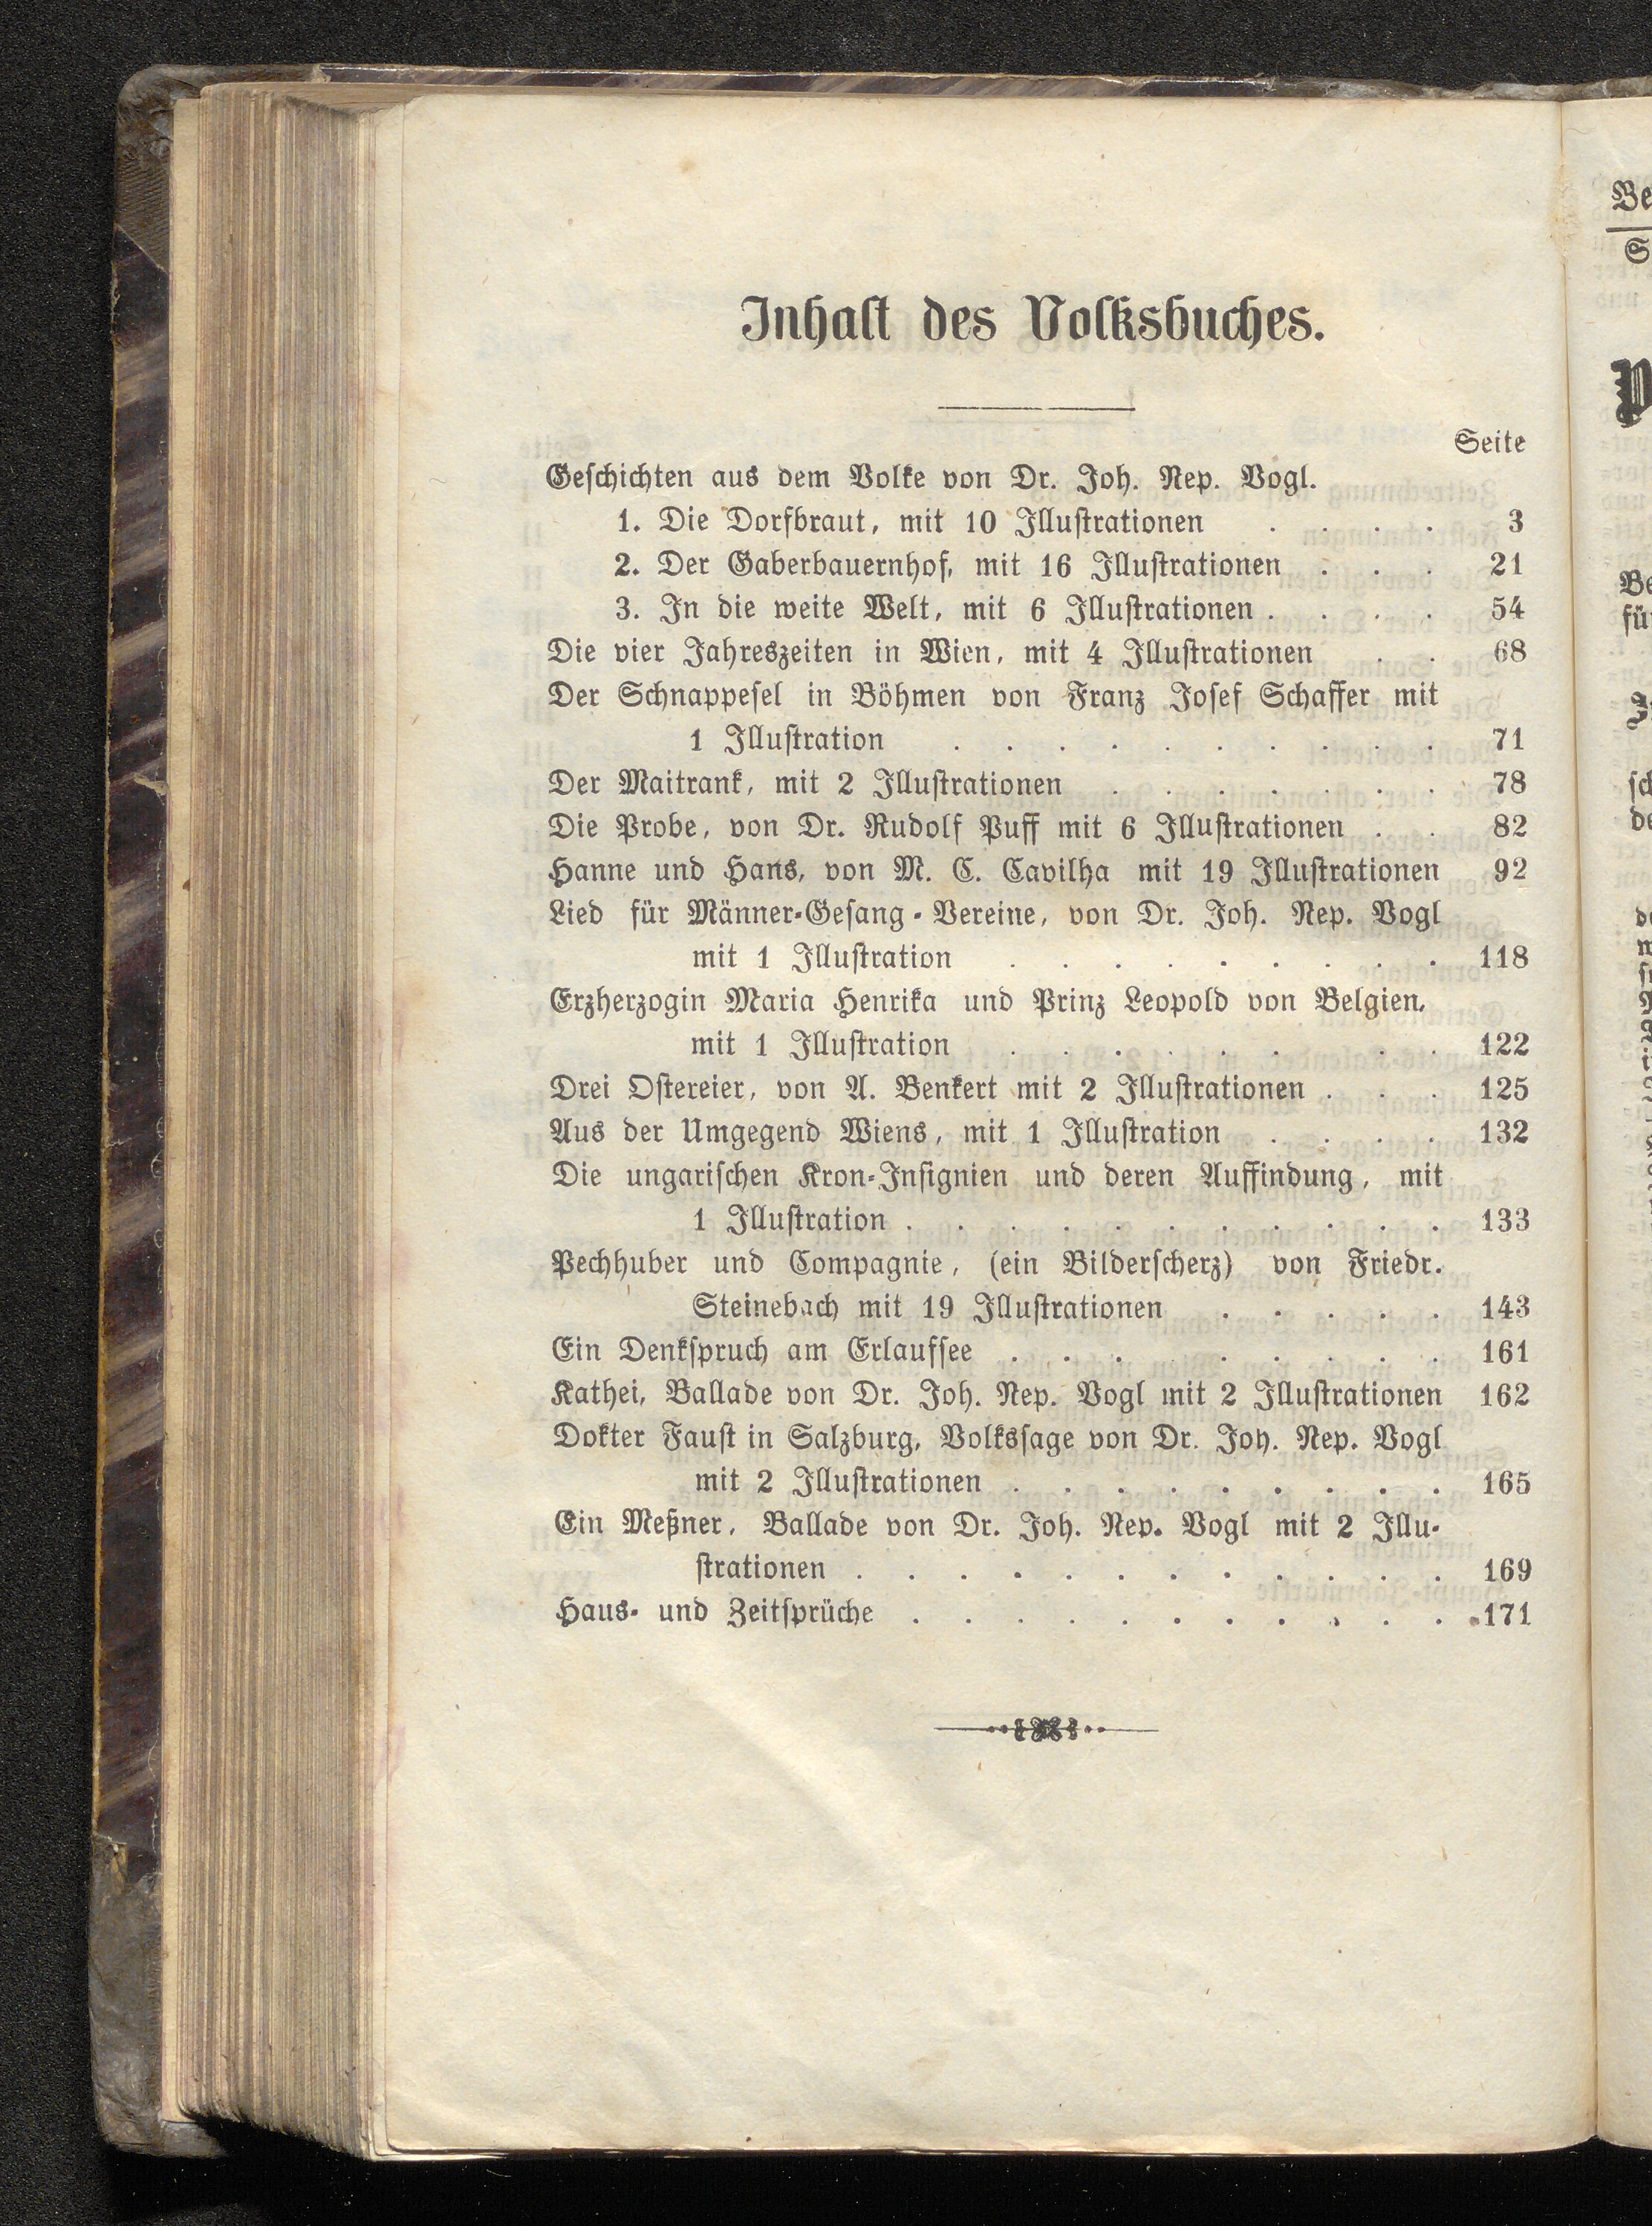 Inhalt des Volksbuches.
Seite
Geschichten aus dem Volke von Dr. Joh. Nep. Vogl.
1. Die Dorfbraut, mit 10 Illustrationen . . . . 3
2. Der Gaberbauernhof, mit 16 Illustrationen . . . 21
3. In die weite Welt, mit 6 Illustrationen . . . . 54
Die vier Jahreszeiten in Wien, mit 4 Illustrationen . . 68
Der Schnappesel in Böhmen von Franz Josef Schaffer mit
1 Illustration . . . . . . . . . . 71
Der Maitrank, mit 2 Illustrationen . . . . . . . 78
Die Probe, von Dr. Rudolf Puff mit 6 Illustrationen . . 82
Hanne und Hans, von M. C. Cavilha mit 19 Illustrationen 92
Lied für Männer-Gesang-Vereine, von Dr. Joh. Nep. Vogl
mit 1 Illustration . . . . . . . . . 118
Erzherzogin Maria Henrika und Prinz Leopold von Belgien,
mit 1 Illustration . . . . . . . . 122
Drei Ostereier, von A. Benkert mit 2 Illustrationen . . . 125
Aus der Umgegend Wiens, mit 1 Illustration . . . . 132
Die ungarischen Kron-Insignien und deren Auffindung, mit
1 Illustration . . . . . . . . . . . 133
Pechhuber und Compagnie, (ein Bilderscherz) von Friedr.
Steinebach mit 19 Illustrationen . . . . . 143
Ein Denkspruch am Erlaufsee . . . . . . . . 161
Kathei, Ballade von Dr. Joh. Nep. Vogl mit 2 Illustrationen 162
Dokter Faust in Salzburg, Volkssage von Dr. Joh. Nep. Vogl
mit 2 Illustrationen . . . . . . . . . 165
Ein Meßner, Ballade von Dr. Joh. Nep. Vogl mit 2 Illu-
strationen . . . . . . . . . . . . 169
Haus- und Zeitsprüche . . . . . . . . . . . 171